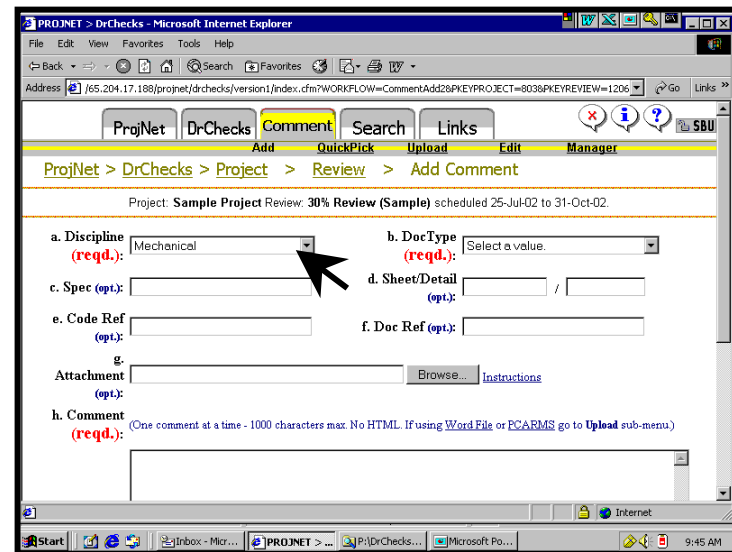 PROJNET > DrChecks - Microsoft Internet Explorer
File Edit View Favorites Tools Help
Back Search Favorites
Address /65.204.17.188/projnet/drchecks/version1/index.cfm?WORKFLOW=CommentAdd2&PKEYPROJECT=8038&PKEYREVIEW=1206 Go Links »
ProjNet DrChecks Comment Search Links × i ? SBU
Add QuickPick Upload Edit Manager
ProjNet > DrChecks > Project > Review > Add Comment
Project: Sample Project Review: 30% Review (Sample) scheduled 25-Jul-02 to 31-Oct-02.
a. Discipline (reqd.): Mechanical b. DocType (reqd.): Select a value.
c. Spec (opt.): d. Sheet/Detail (opt.): /
e. Code Ref (opt.): f. Doc Ref (opt.):
g. Attachment (opt.): Browse... Instructions
h. Comment (reqd.): (One comment at a time - 1000 characters max. No HTML. If using Word File or PCARMS go to Upload sub-menu.)
Internet
Start Inbox - Micr... PROJNET > ... P:\DrChecks... Microsoft Po... 9:45 AM